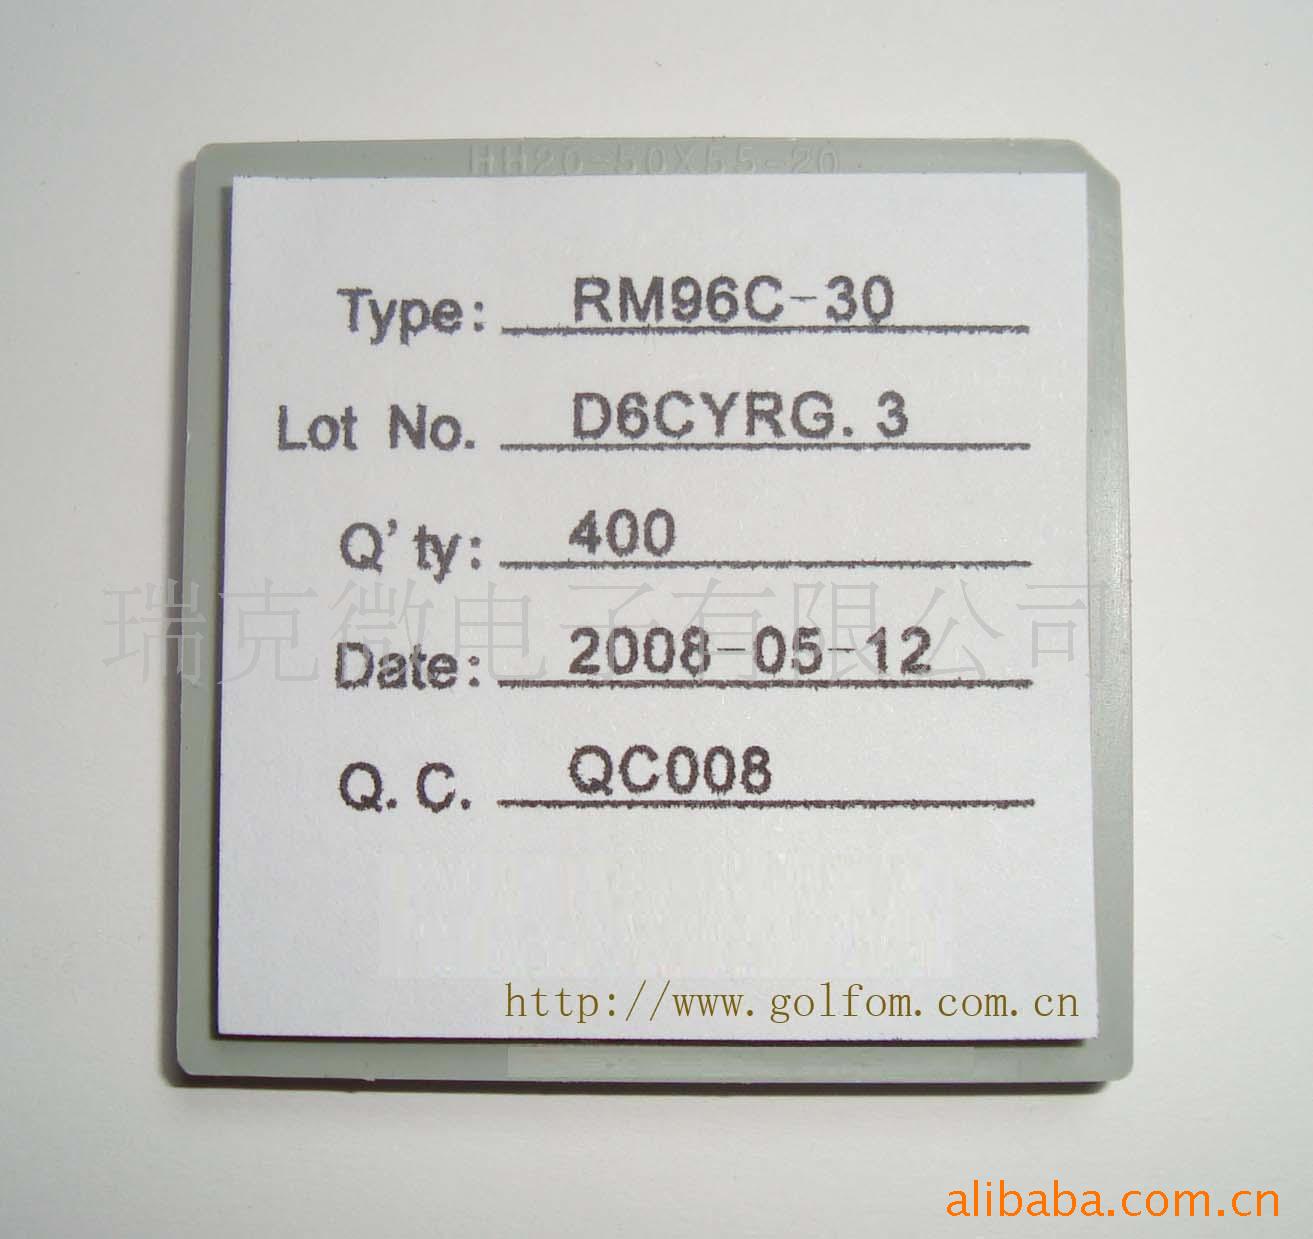 HH20-50X55-20
Type: RM96C-30
Lot No. D6CYRG.3
Q'ty: 400
瑞克微电子有限公司
Date: 2008-05-12
Q.C. QC008
http://www.golfom.com.cn
alibaba.com.cn